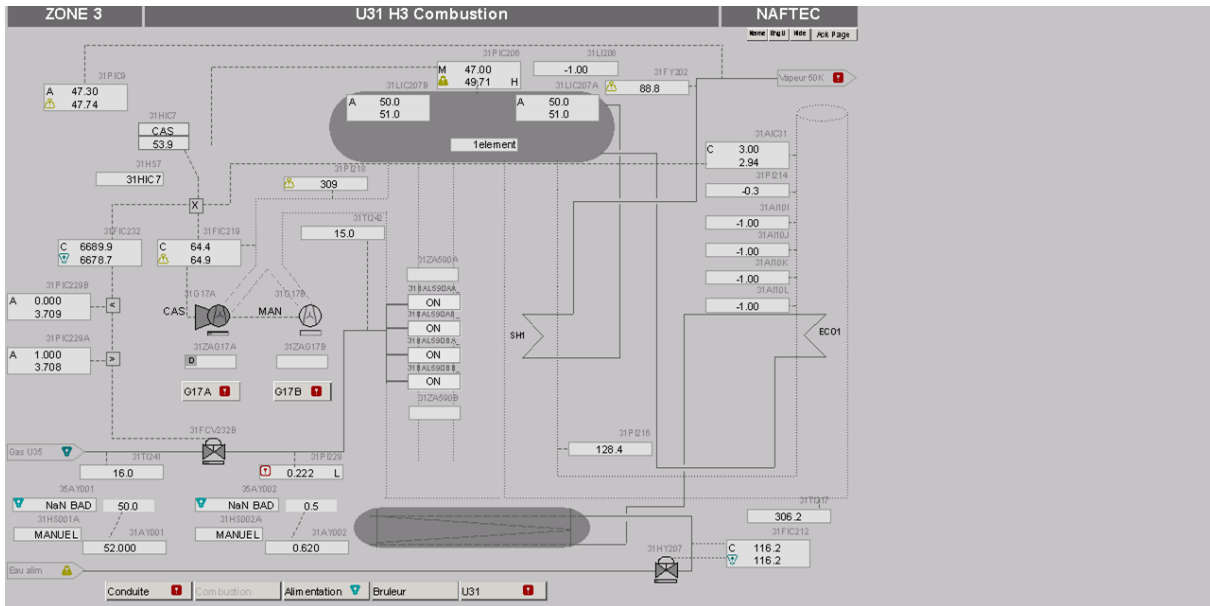 ZONE 3
U31 H3 Combustion
NAFTEC
Name
Hide
Ack Page
31PIC206
M 47.00
49.71 H
31LI208
-1.00
31FY202
88.8
Vapeur 50K
31PIC9
A 47.30
47.74
31LIC207B
A 50.0
51.0
31LIC207A
A 50.0
51.0
31HIC7
CAS
53.9
1element
31AIC31
C 3.00
2.94
31HS7
31HIC7
31PI218
309
31PI214
-0.3
X
31TI242
15.0
31AI10I
-1.00
31FIC232
C 6689.9
6678.7
31FIC219
C 64.4
64.9
31AI10J
-1.00
31ZA590A
31AI10K
-1.00
31PIC229B
A 0.000
3.709
<
31G17A
31G17B
CAS
MAN
31BAL590AA_
ON
31BAL590AB_
ON
31BAL590BA_
ON
31BAL590BB_
ON
31AI10L
-1.00
SH1
ECO1
31PIC229A
A 1.000
3.708
>
31ZAG17A
D
31ZAG17B
G17A
G17B
31ZA590B
31FCV232B
31PI216
128.4
Gas U35
31TI241
16.0
31PI229
0.222 L
35AY001
NaN BAD
50.0
35AY002
NaN BAD
0.5
31HS001A
MANUEL
31AY001
52.000
31HS002A
MANUEL
31AY002
0.620
31TI217
306.2
31FIC212
C 116.2
116.2
31HY207
Eau alim
Conduite
Combustion
Alimentation
Bruleur
U31